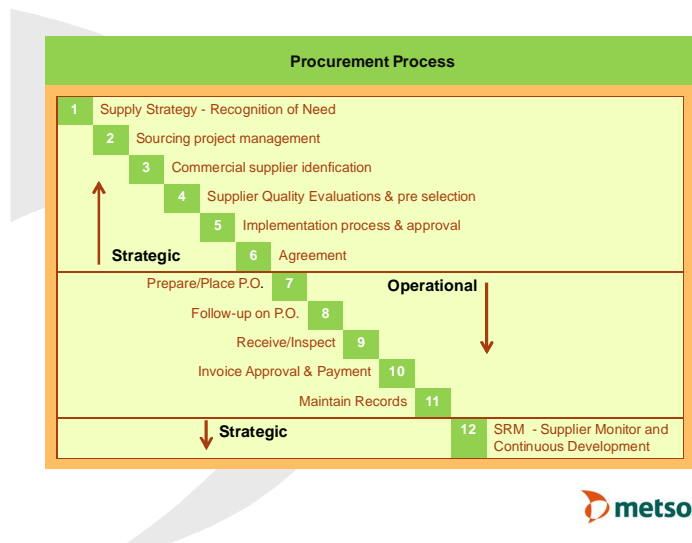 Procurement Process
1 Supply Strategy - Recognition of Need
2 Sourcing project management
3 Commercial supplier idenfication
4 Supplier Quality Evaluations & pre selection
5 Implementation process & approval
Strategic
6 Agreement
Prepare/Place P.O. 7
Operational
Follow-up on P.O. 8
Receive/Inspect 9
Invoice Approval & Payment 10
Maintain Records 11
Strategic
12 SRM - Supplier Monitor and
Continuous Development
metso